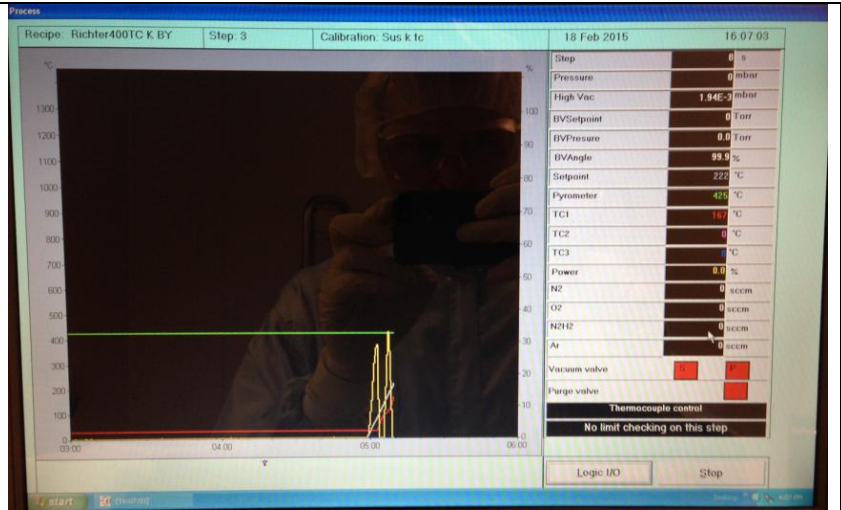 Process
Recipe: Richter400TC K BY Step: 3 Calibration: Sus k tc 18 Feb 2015 16:07:03
°C
%
1300
1200
1100
1000
900
800
700
600
500
400
300
200
100
0
100
90
80
70
60
50
40
30
20
10
0
03:00 04:00 05:00 06:00
Step 0 s
Pressure 0 mbar
High Vac 1.94E-3 mbar
BVSetpoint 0 Torr
BVPresure 0.0 Torr
BVAngle 99.9 %
Setpoint 222 °C
Pyrometer 425 °C
TC1 167 °C
TC2 0 °C
TC3 °C
Power 0.0 %
N2 0 sccm
O2 0 sccm
N2H2 0 sccm
Ar 0 sccm
Vacuum valve S P
Purge valve
Thermocouple control
No limit checking on this step
Logic I/O Stop
start